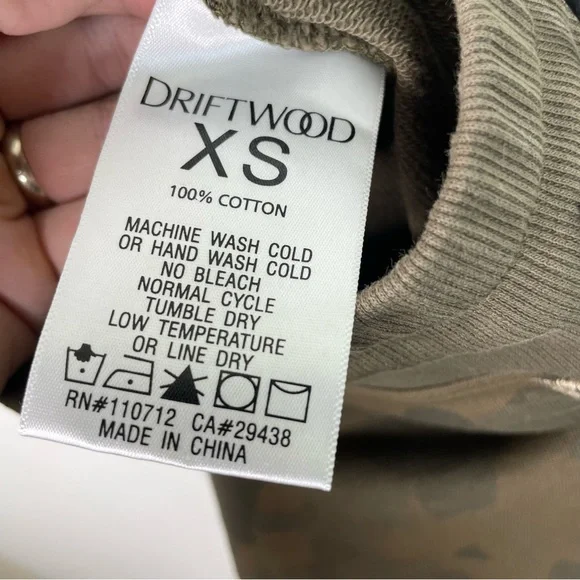 DRIFTWOOD
XS
100% COTTON
MACHINE WASH COLD
OR HAND WASH COLD
NO BLEACH
NORMAL CYCLE
TUMBLE DRY
LOW TEMPERATURE
OR LINE DRY
RN#110712 CA#29438
MADE IN CHINA